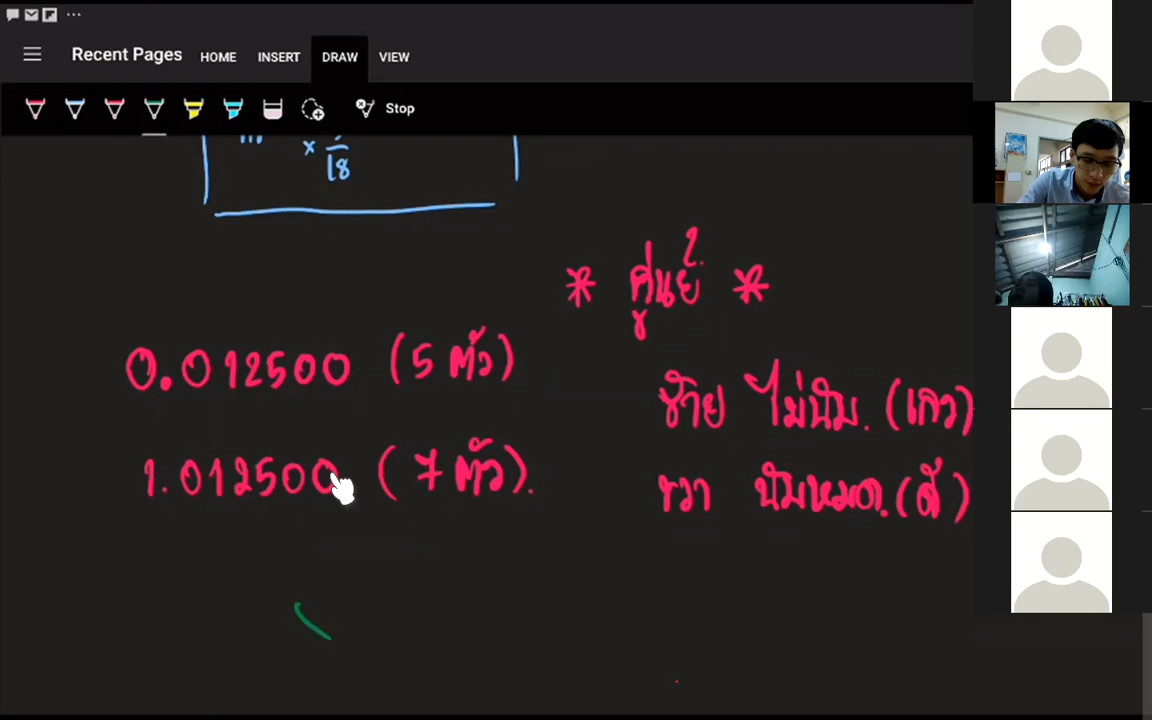 Recent Pages HOME INSERT DRAW VIEW
Stop
m × 18
* ศูนย์ *
0.012500 (5 ตัว)
ซ้าย ไม่นับ. (เลว)
1.012500 (7 ตัว).
ขวา นับหมด. (ดี)